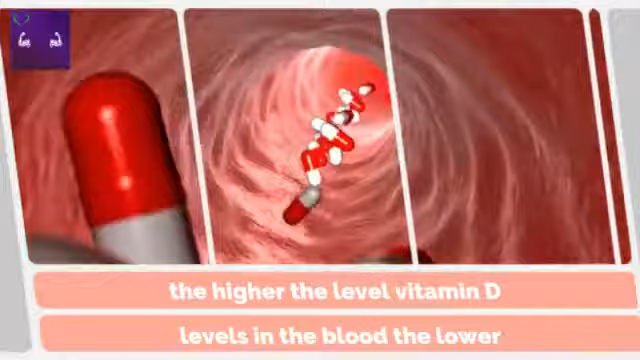 the higher the level vitamin D
levels in the blood the lower